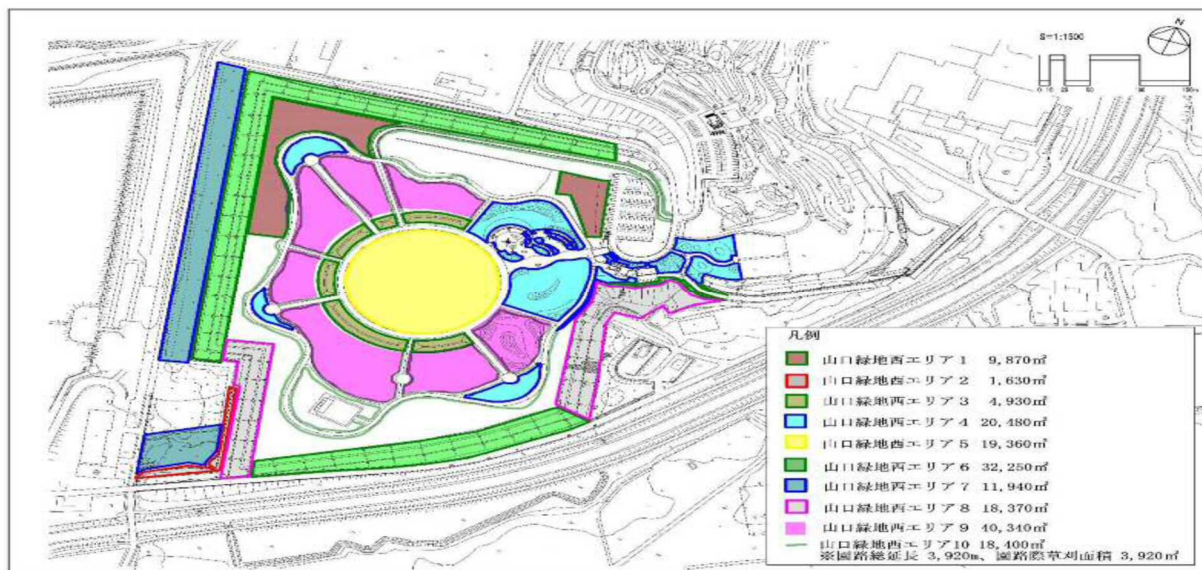 N
S=1:1500
凡例
山口緑地西エリア1 9,870㎡
山口緑地西エリア2 1,630㎡
山口緑地西エリア3 4,930㎡
山口緑地西エリア4 20,480㎡
山口緑地西エリア5 19,360㎡
山口緑地西エリア6 32,250㎡
山口緑地西エリア7 11,940㎡
山口緑地西エリア8 18,370㎡
山口緑地西エリア9 40,340㎡
山口緑地西エリア10 18,400㎡
※園路総延長 3,920m、園路際草刈面積 3,920㎡